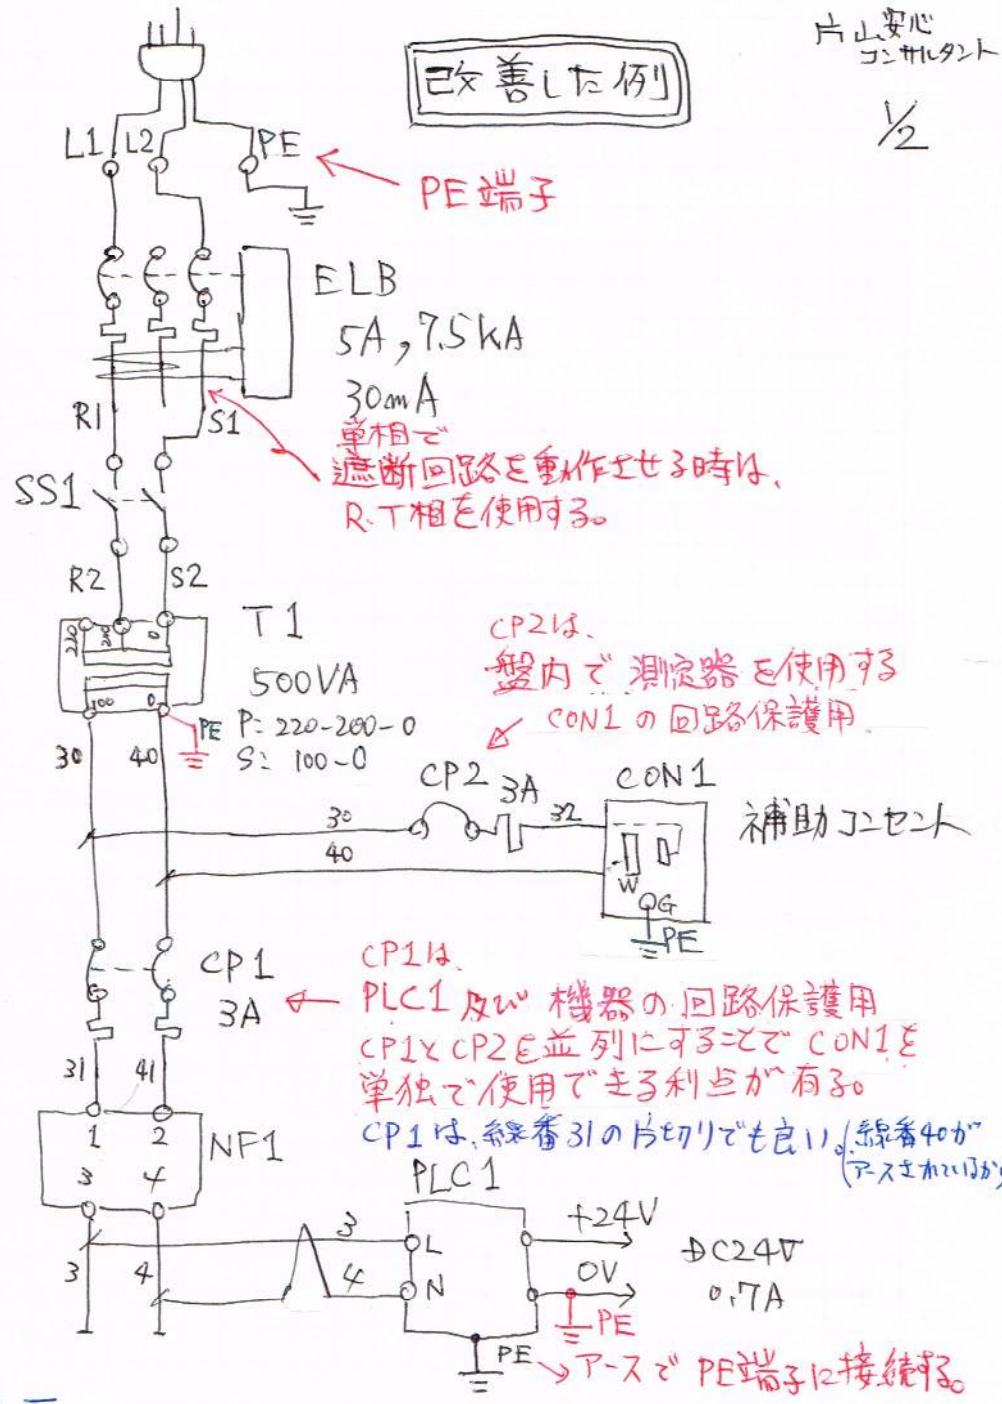 改善した例
片山安心
コンサルタント
1/2
L1 L2 PE
PE端子
ELB
5A, 7.5kA
30mA
R1 S1
単相で
遮断回路を動作させる時は、
R.T相を使用する。
SS1
R2 S2
T1
220 200 0
500VA
100 0
PE
P: 220-200-0
S: 100-0
CP2は、
盤内で測定器を使用する
CON1の回路保護用
30 40
CP2 3A
CON1
30 32
40
W
G
PE
補助コンセント
CP1
3A
CP1は、
PLC1及び機器の回路保護用
CP1とCP2を並列にすることでCON1を
単独で使用できる利点が有る。
CP1は、線番31の片切りでも良い。(線番40が
アースされているから
31 41
1 2
NF1
3 4
PLC1
3 L
4 N
3 4
+24V
0V
DC24V
0.7A
PE
PE
アースでPE端子に接続する。